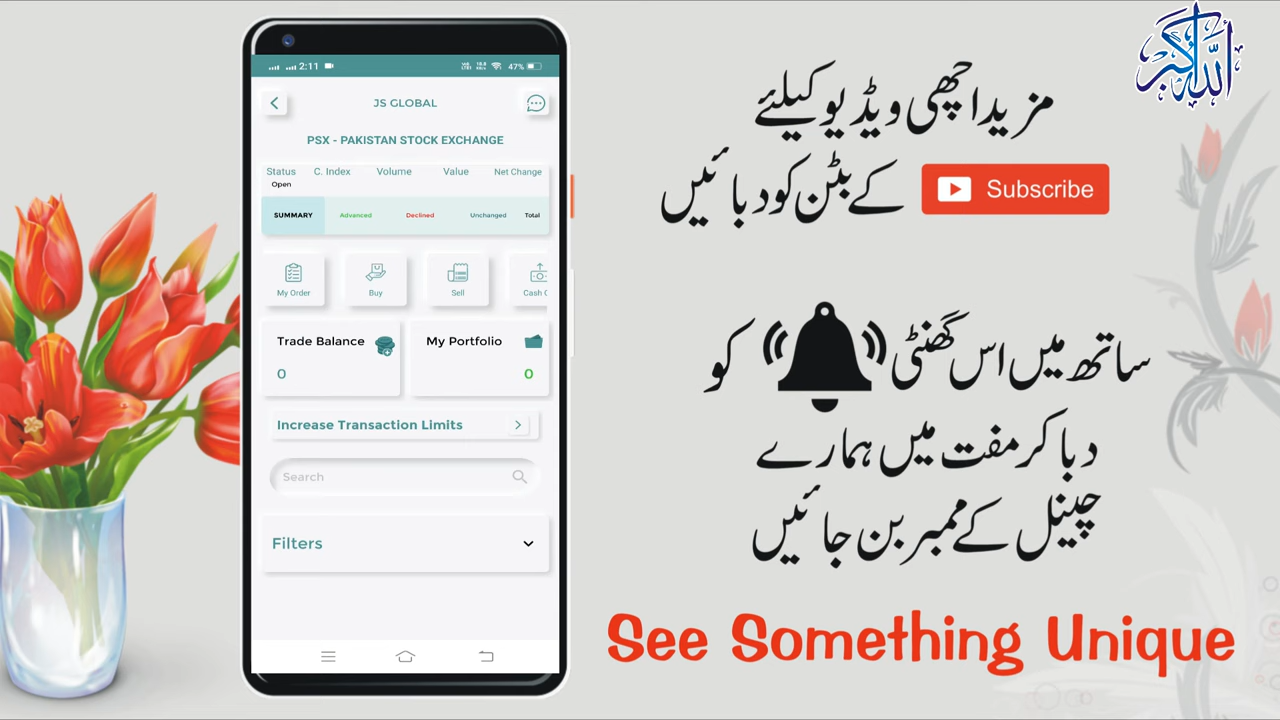 2:11
47%
JS GLOBAL
PSX - PAKISTAN STOCK EXCHANGE
Status C. Index Volume Value Net Change
Open
SUMMARY Advanced Declined Unchanged Total
My Order Buy Sell Cash
Trade Balance My Portfolio
0 0
Increase Transaction Limits
Search
Filters
اللہ اکبر
مزید اچھی ویڈیو کیلئے
Subscribe کے بٹن کو دبائیں
ساتھ میں اس گھنٹی کو
دبا کر مفت میں ہمارے
چینل کے ممبر بن جائیں
See Something Unique